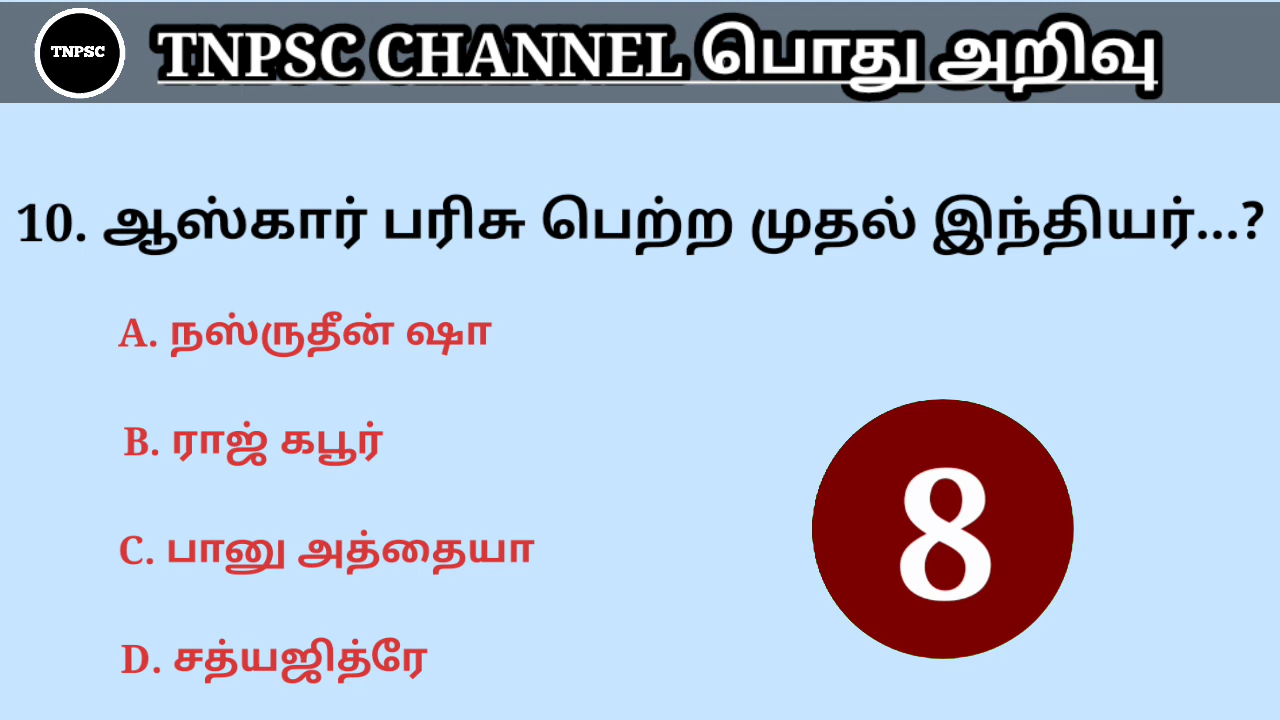 TNPSC
TNPSC CHANNEL பொது அறிவு
10. ஆஸ்கார் பரிசு பெற்ற முதல் இந்தியர்...?
A. நஸ்ருதீன் ஷா
B. ராஜ் கபூர்
C. பானு அத்தையா
8
D. சத்யஜித்ரே